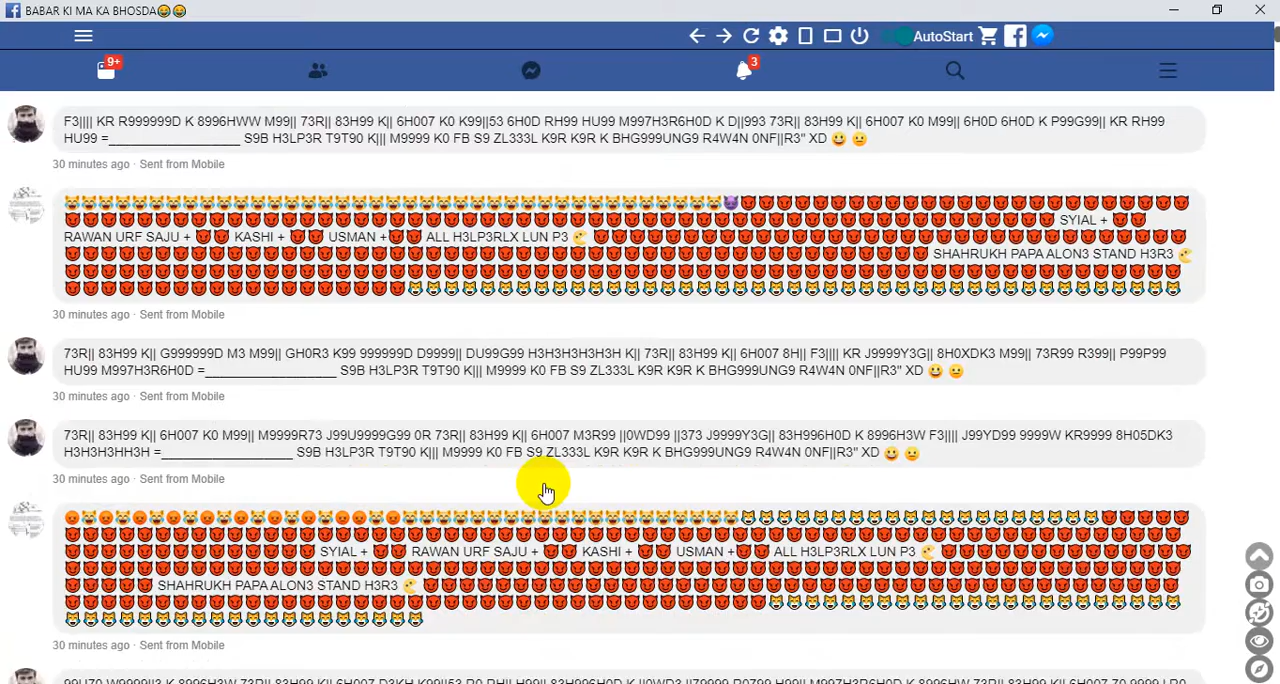 BABAR KI MA KA BHOSDA😂😂
AutoStart
9+
3
F3|||| KR R999999D K 8996HWW M99|| 73R|| 83H99 K|| 6H007 K0 K99||53 6H0D RH99 HU99 M997H3R6H0D K D||993 73R|| 83H99 K|| 6H007 K0 M99|| 6H0D 6H0D K P99G99|| KR RH99
HU99 =__________________ S9B H3LP3R T9T90 K||| M9999 K0 FB S9 ZL333L K9R K9R K BHG999UNG9 R4W4N 0NF||R3" XD 😀 😐
30 minutes ago · Sent from Mobile
SYIAL +
RAWAN URF SAJU + 😈😈 KASHI + 😈😈 USMAN +😈😈 ALL H3LP3RLX LUN P3
SHAHRUKH PAPA ALON3 STAND H3R3
30 minutes ago · Sent from Mobile
73R|| 83H99 K|| G999999D M3 M99|| GH0R3 K99 999999D D9999|| DU99G99 H3H3H3H3H3H K|| 73R|| 83H99 K|| 6H007 8H|| F3|||| KR J9999Y3G|| 8H0XDK3 M99|| 73R99 R399|| P99P99
HU99 M997H3R6H0D =__________________ S9B H3LP3R T9T90 K||| M9999 K0 FB S9 ZL333L K9R K9R K BHG999UNG9 R4W4N 0NF||R3" XD 😀 😐
30 minutes ago · Sent from Mobile
73R|| 83H99 K|| 6H007 K0 M99|| M9999R73 J99U9999G99 0R 73R|| 83H99 K|| 6H007 M3R99 ||0WD99 ||373 J9999Y3G|| 83H996H0D K 8996H3W F3|||| J99YD99 9999W KR9999 8H05DK3
H3H3H3HH3H =__________________ S9B H3LP3R T9T90 K||| M9999 K0 FB S9 ZL333L K9R K9R K BHG999UNG9 R4W4N 0NF||R3" XD 😀 😐
30 minutes ago · Sent from Mobile
SYIAL + 😈😈 RAWAN URF SAJU + 😈😈 KASHI + 😈😈 USMAN +😈😈 ALL H3LP3RLX LUN P3
SHAHRUKH PAPA ALON3 STAND H3R3
30 minutes ago · Sent from Mobile